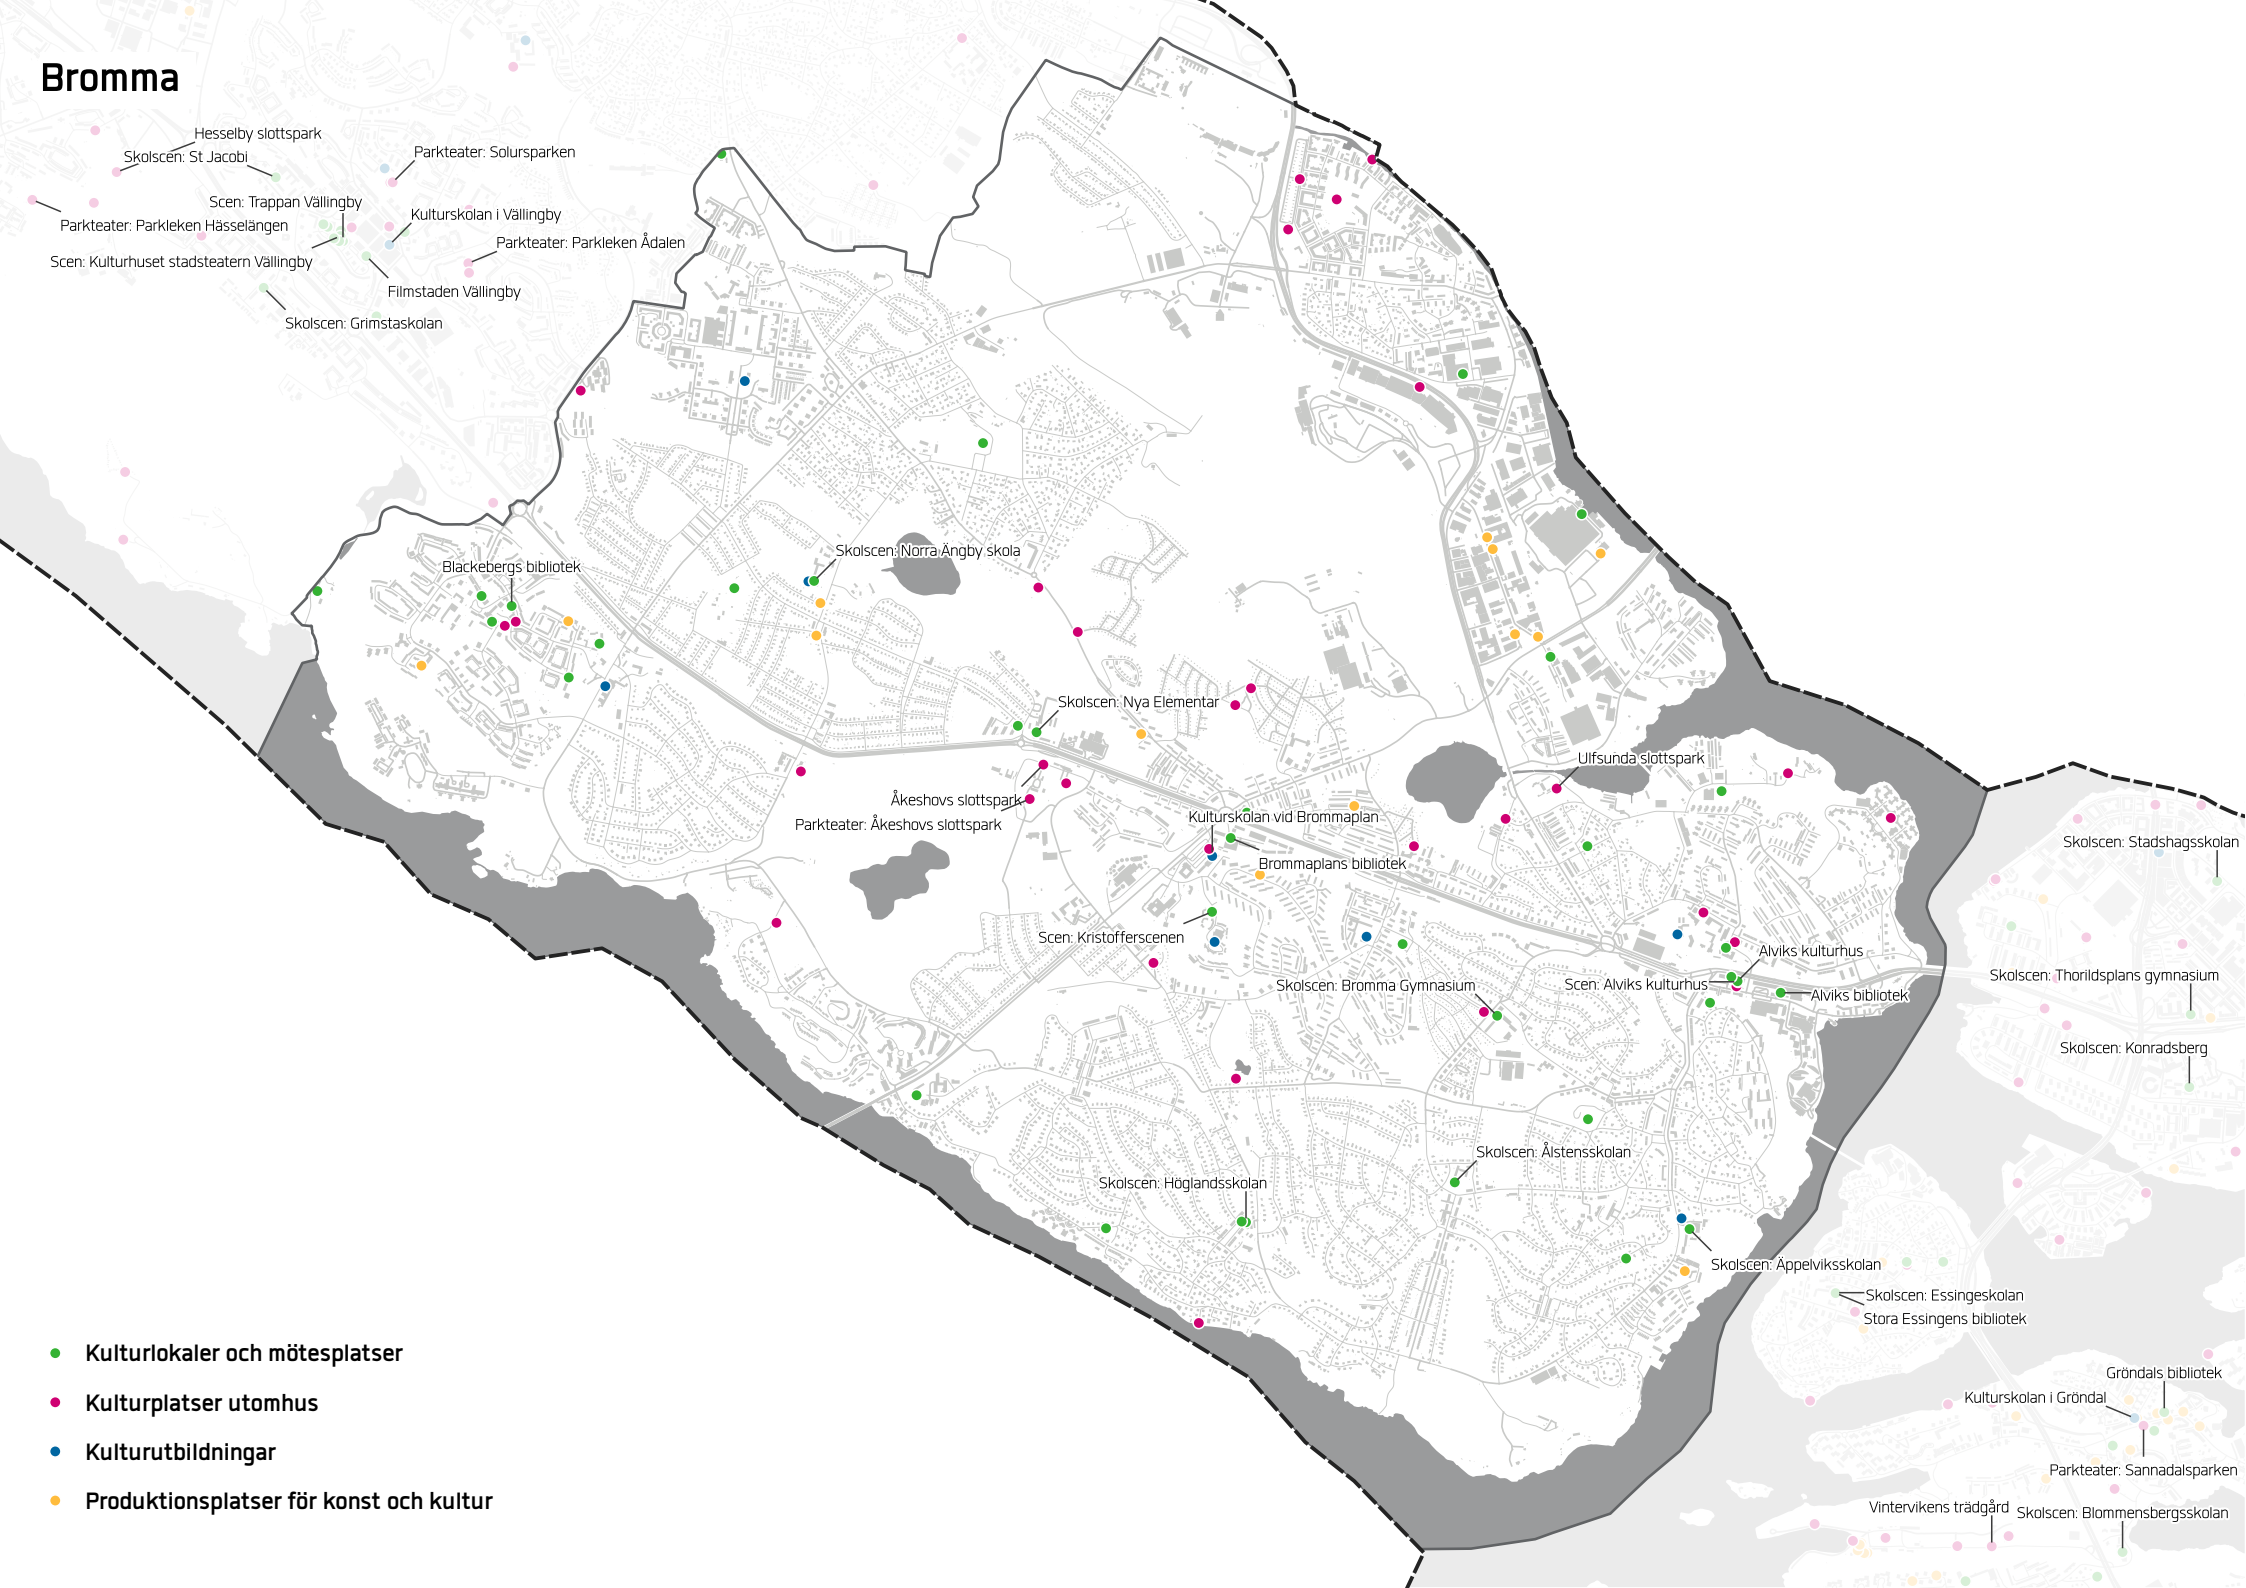 Bromma
Hesselby slottspark
Skolscen: St Jacobi
Parkteater: Solursparken
Scen: Trappan Vällingby
Kulturskolan i Vällingby
Parkteater: Parkleken Hässelängen
Parkteater: Parkleken Ådalen
Scen: Kulturhuset stadsteatern Vällingby
Filmstaden Vällingby
Skolscen: Grimstaskolan
Skolscen: Norra Ängby skola
Blackebergs bibliotek
Skolscen: Nya Elementar
Ulfsunda slottspark
Åkeshovs slottspark
Parkteater: Åkeshovs slottspark
Kulturskolan vid Brommaplan
Skolscen: Stadshagsskolan
Brommaplans bibliotek
Scen: Kristofferscenen
Alviks kulturhus
Skolscen: Thorildsplans gymnasium
Skolscen: Bromma Gymnasium
Scen: Alviks kulturhus
Alviks bibliotek
Skolscen: Konradsberg
Skolscen: Ålstensskolan
Skolscen: Höglandsskolan
Skolscen: Äppelviksskolan
Skolscen: Essingeskolan
Stora Essingens bibliotek
Kulturlokaler och mötesplatser
Gröndals bibliotek
Kulturskolan i Gröndal
Kulturplatser utomhus
Kulturutbildningar
Parkteater: Sannadalsparken
Produktionsplatser för konst och kultur
Vintervikens trädgård
Skolscen: Blommensbergsskolan